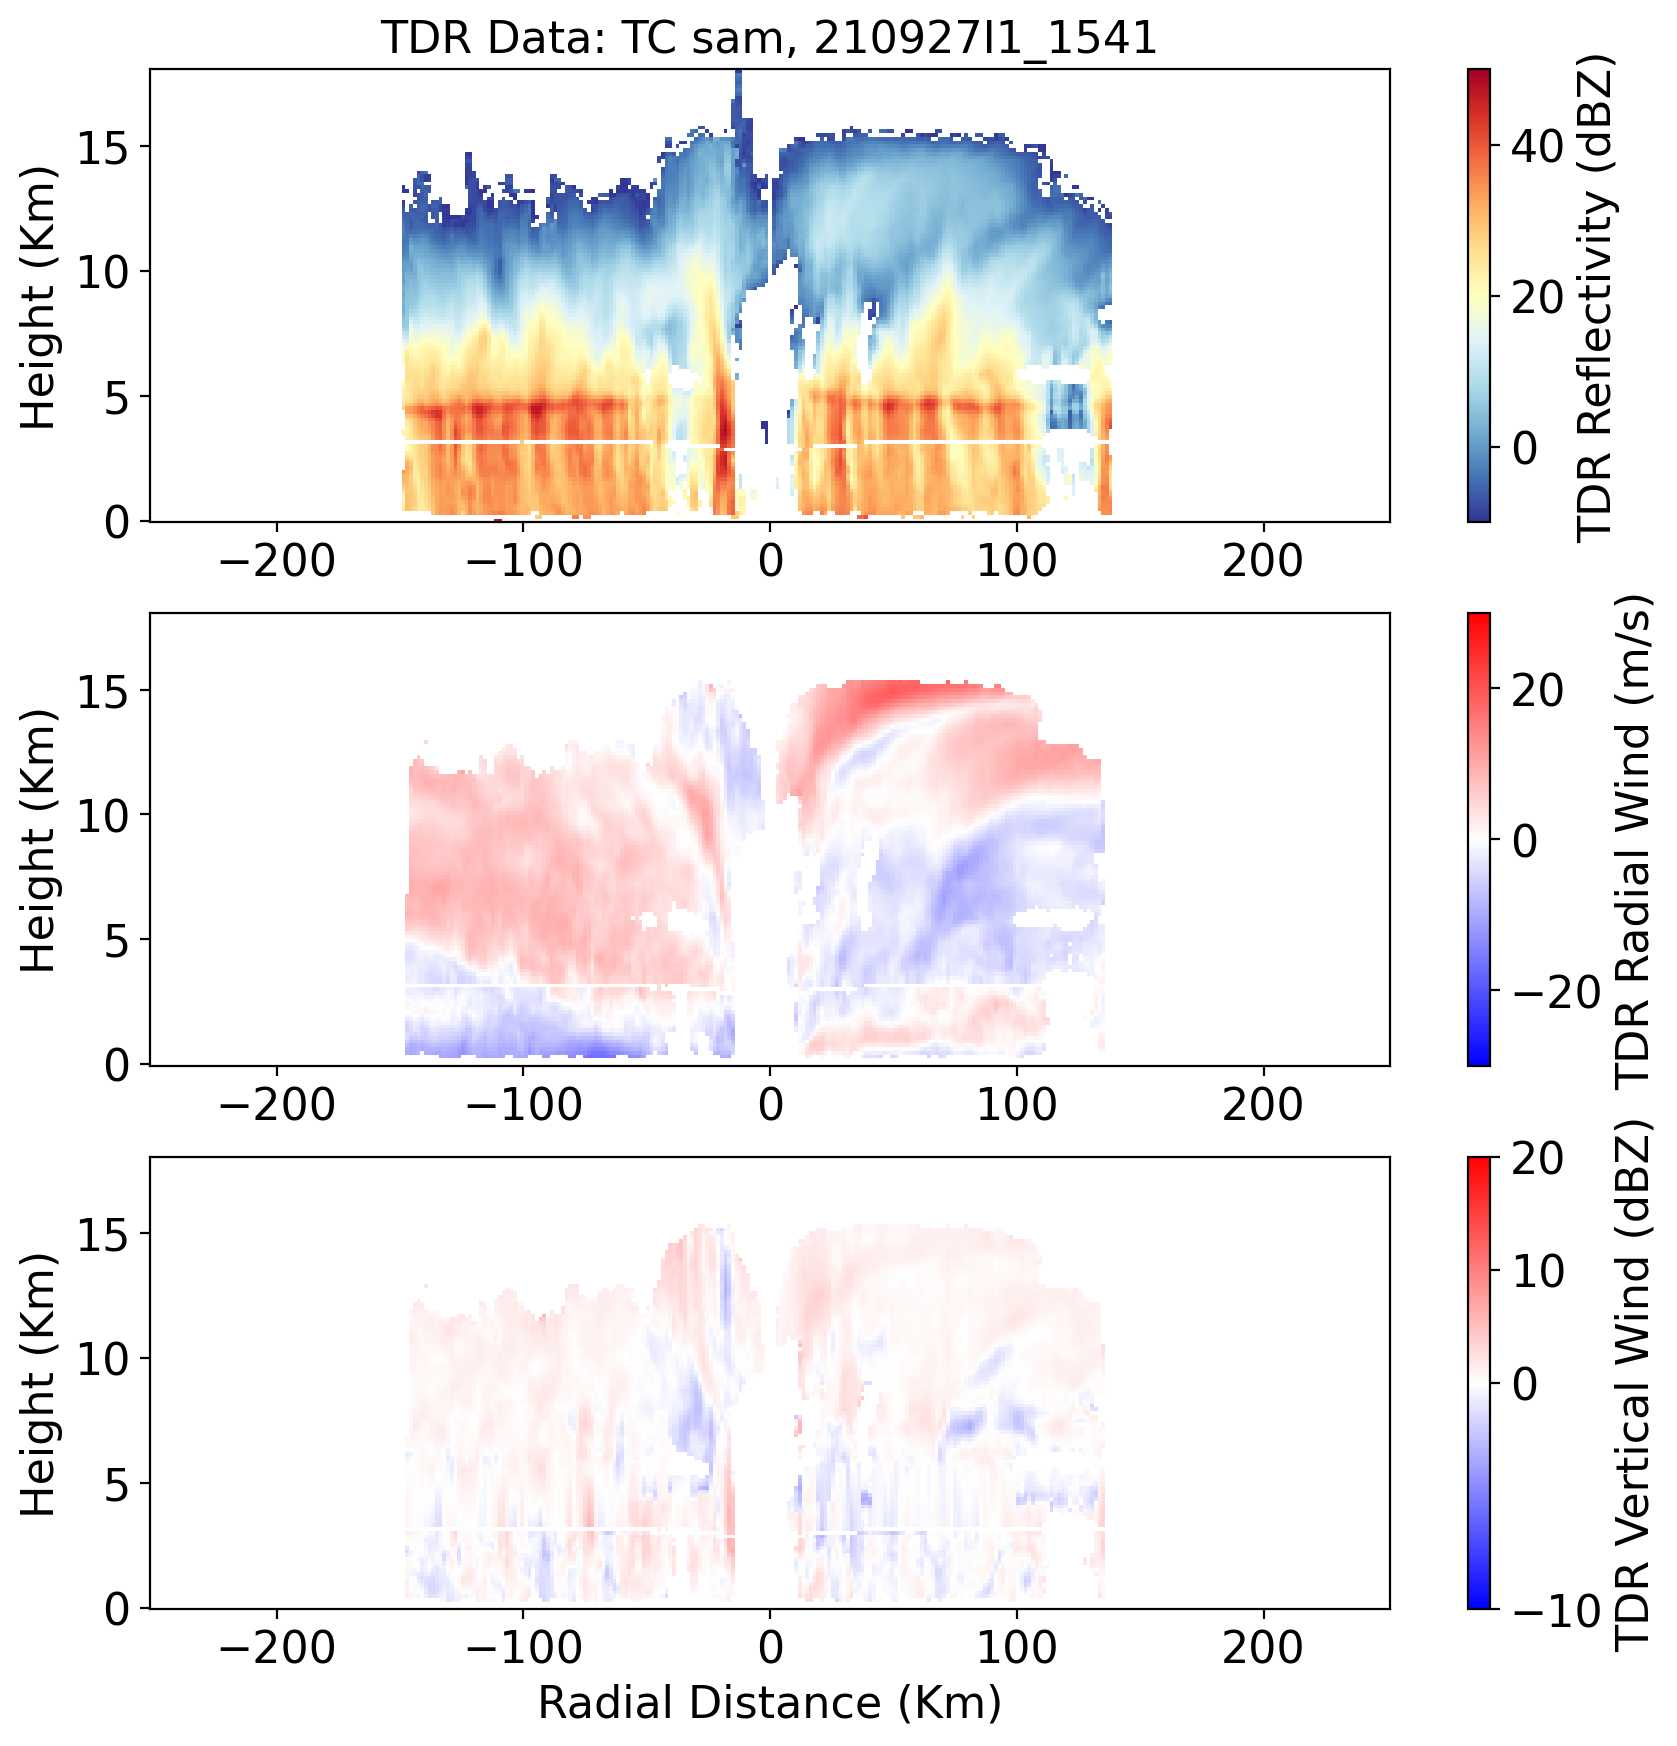 TDR Data: TC sam, 210927I1_1541
Height (Km)
15
10
5
0
−200 −100 0 100 200
40
20
0
TDR Reflectivity (dBZ)
Height (Km)
15
10
5
0
−200 −100 0 100 200
20
0
−20
TDR Radial Wind (m/s)
Height (Km)
15
10
5
0
−200 −100 0 100 200
Radial Distance (Km)
20
10
0
−10
TDR Vertical Wind (dBZ)